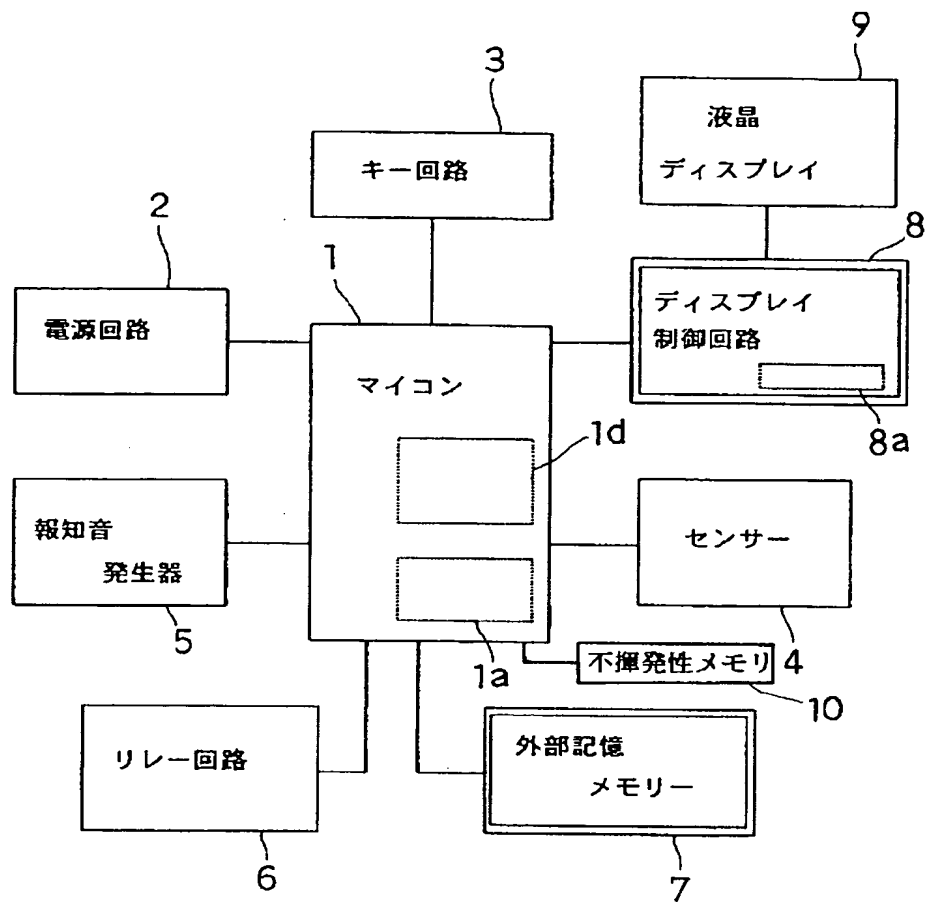 9
3
液晶
ディスプレイ
キー回路
2
8
1
ディスプレイ
制御回路
電源回路
マイコン
8a
1d
報知音
発生器
センサー
5
1a
不揮発性メモリ
4
10
リレー回路
外部記憶
メモリー
6
7